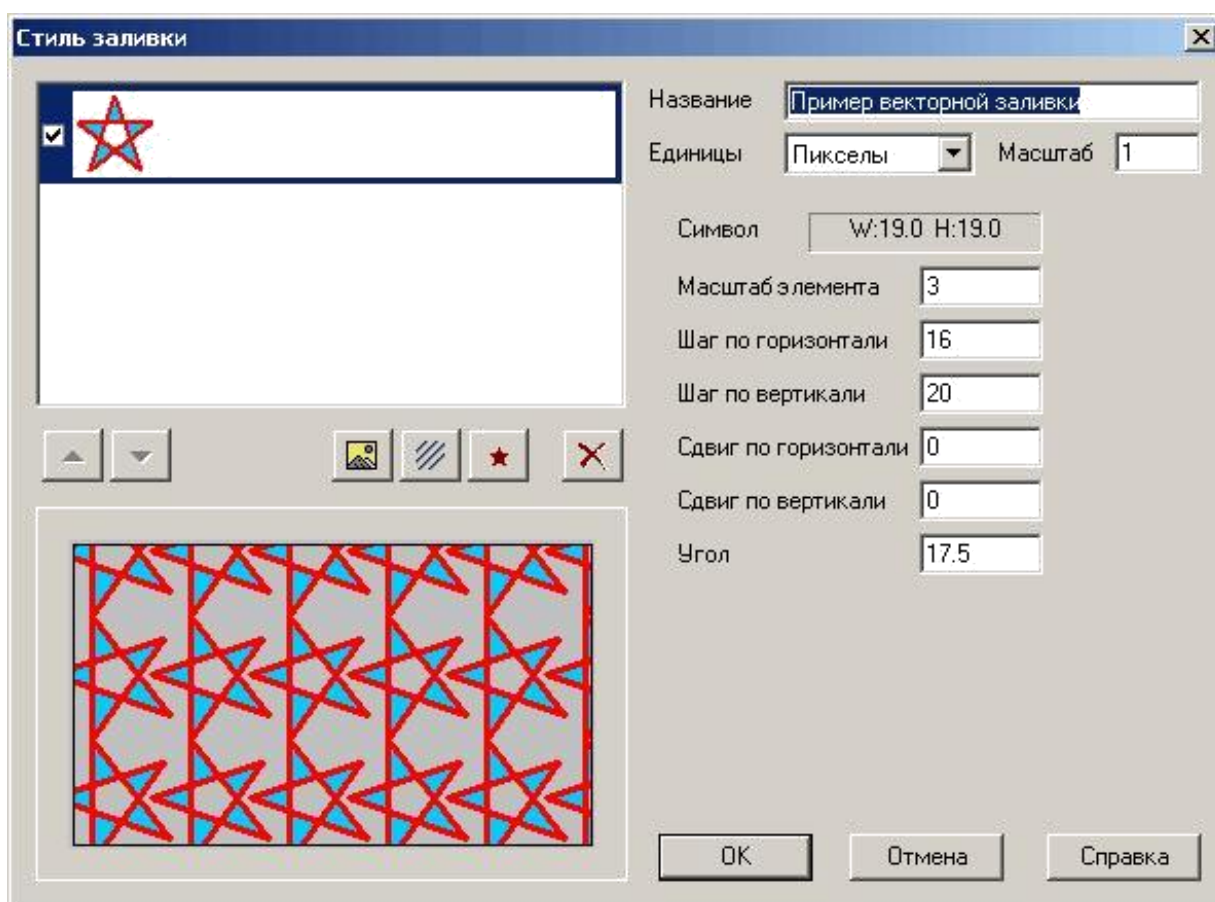 Стиль заливки
Название Пример векторной заливки
Единицы Пикселы Масштаб 1
Символ W:19.0 H:19.0
Масштаб элемента 3
Шаг по горизонтали 16
Шаг по вертикали 20
Сдвиг по горизонтали 0
Сдвиг по вертикали 0
Угол 17.5
OK Отмена Справка